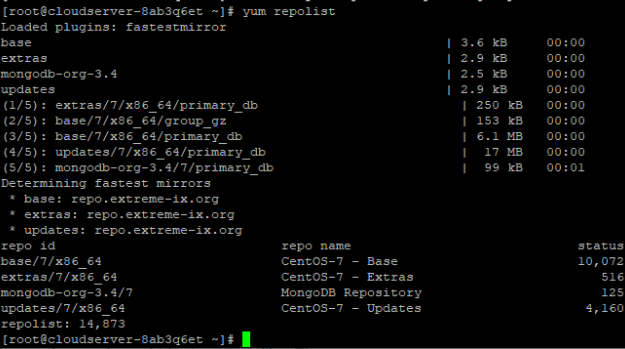 [root@cloudserver-8ab3q6et ~]# yum repolist
Loaded plugins: fastestmirror
base | 3.6 kB 00:00
extras | 2.9 kB 00:00
mongodb-org-3.4 | 2.5 kB 00:00
updates | 2.9 kB 00:00
(1/5): extras/7/x86_64/primary_db | 250 kB 00:00
(2/5): base/7/x86_64/group_gz | 153 kB 00:00
(3/5): base/7/x86_64/primary_db | 6.1 MB 00:00
(4/5): updates/7/x86_64/primary_db | 17 MB 00:00
(5/5): mongodb-org-3.4/7/primary_db | 99 kB 00:01
Determining fastest mirrors
* base: repo.extreme-ix.org
* extras: repo.extreme-ix.org
* updates: repo.extreme-ix.org
repo id repo name status
base/7/x86_64 CentOS-7 - Base 10,072
extras/7/x86_64 CentOS-7 - Extras 516
mongodb-org-3.4/7 MongoDB Repository 125
updates/7/x86_64 CentOS-7 - Updates 4,160
repolist: 14,873
[root@cloudserver-8ab3q6et ~]#